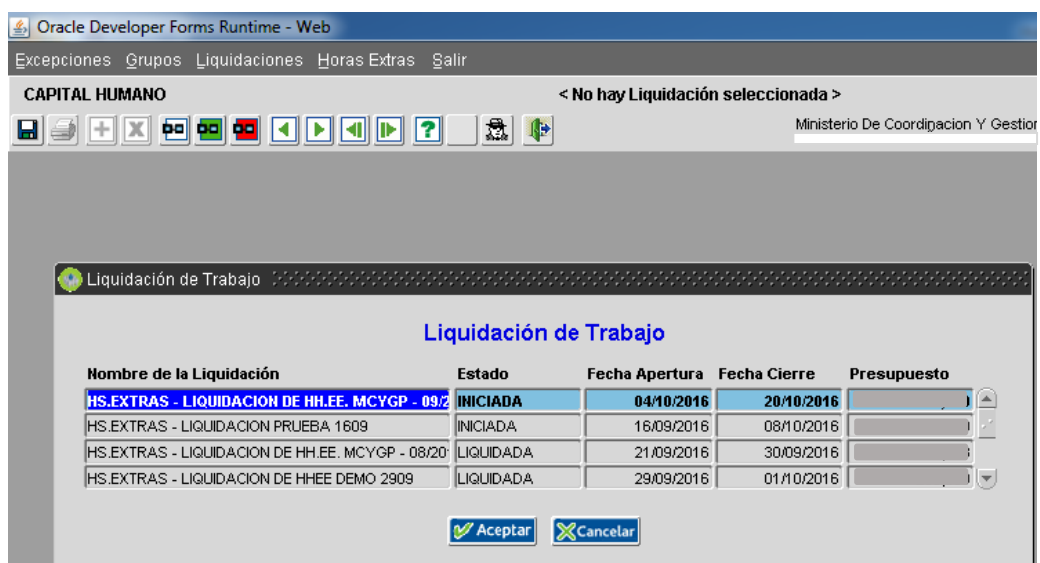 Oracle Developer Forms Runtime - Web
Excepciones Grupos Liquidaciones Horas Extras Salir
CAPITAL HUMANO < No hay Liquidación seleccionada >
Ministerio De Coordinacion Y Gestion
Liquidación de Trabajo
Liquidación de Trabajo
Nombre de la Liquidación Estado Fecha Apertura Fecha Cierre Presupuesto
HS.EXTRAS - LIQUIDACION DE HH.EE. MCYGP - 09/2 INICIADA 04/10/2016 20/10/2016
HS.EXTRAS - LIQUIDACION PRUEBA 1609 INICIADA 16/09/2016 08/10/2016
HS.EXTRAS - LIQUIDACION DE HH.EE. MCYGP - 08/20 LIQUIDADA 21/09/2016 30/09/2016
HS.EXTRAS - LIQUIDACION DE HHEE DEMO 2909 LIQUIDADA 29/09/2016 01/10/2016
Aceptar Cancelar